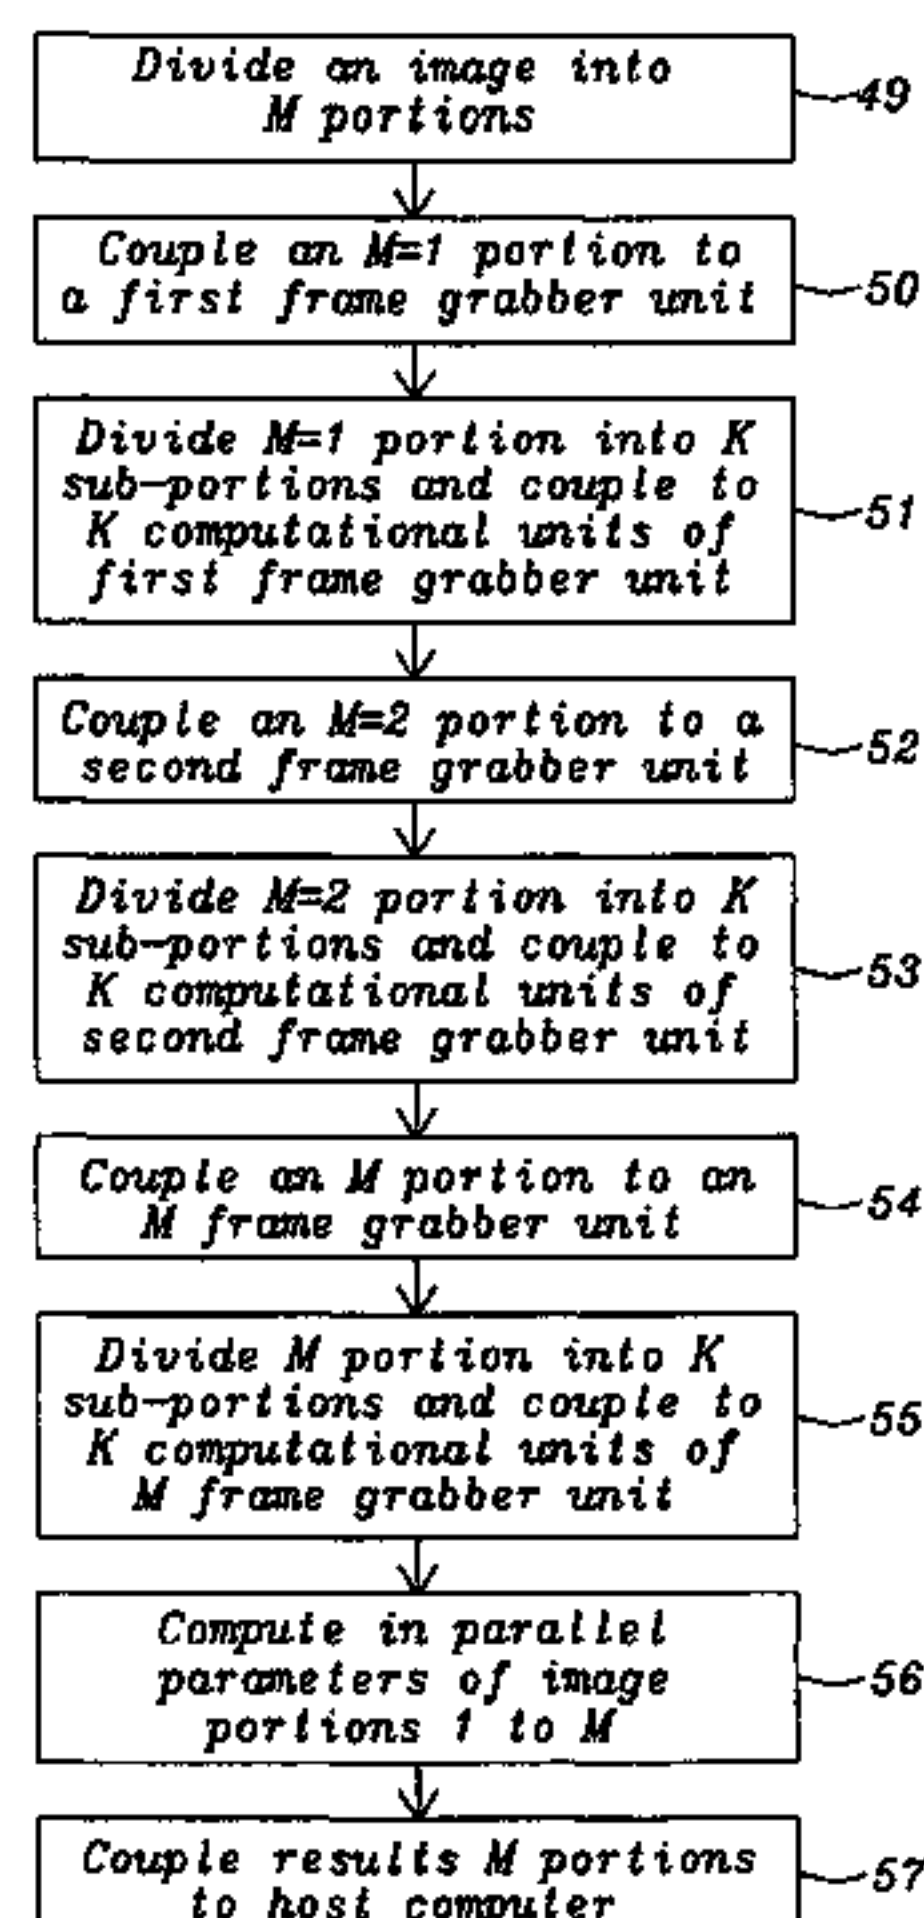 Divide an image into
M portions
49
Couple an M=1 portion to
a first frame grabber unit
50
Divide M=1 portion into K
sub-portions and couple to
K computational units of
first frame grabber unit
51
Couple an M=2 portion to a
second frame grabber unit
52
Divide M=2 portion into K
sub-portions and couple to
K computational units of
second frame grabber unit
53
Couple an M portion to an
M frame grabber unit
54
Divide M portion into K
sub-portions and couple to
K computational units of
M frame grabber unit
55
Compute in parallel
parameters of image
portions 1 to M
56
Couple results M portions
to host computer
57